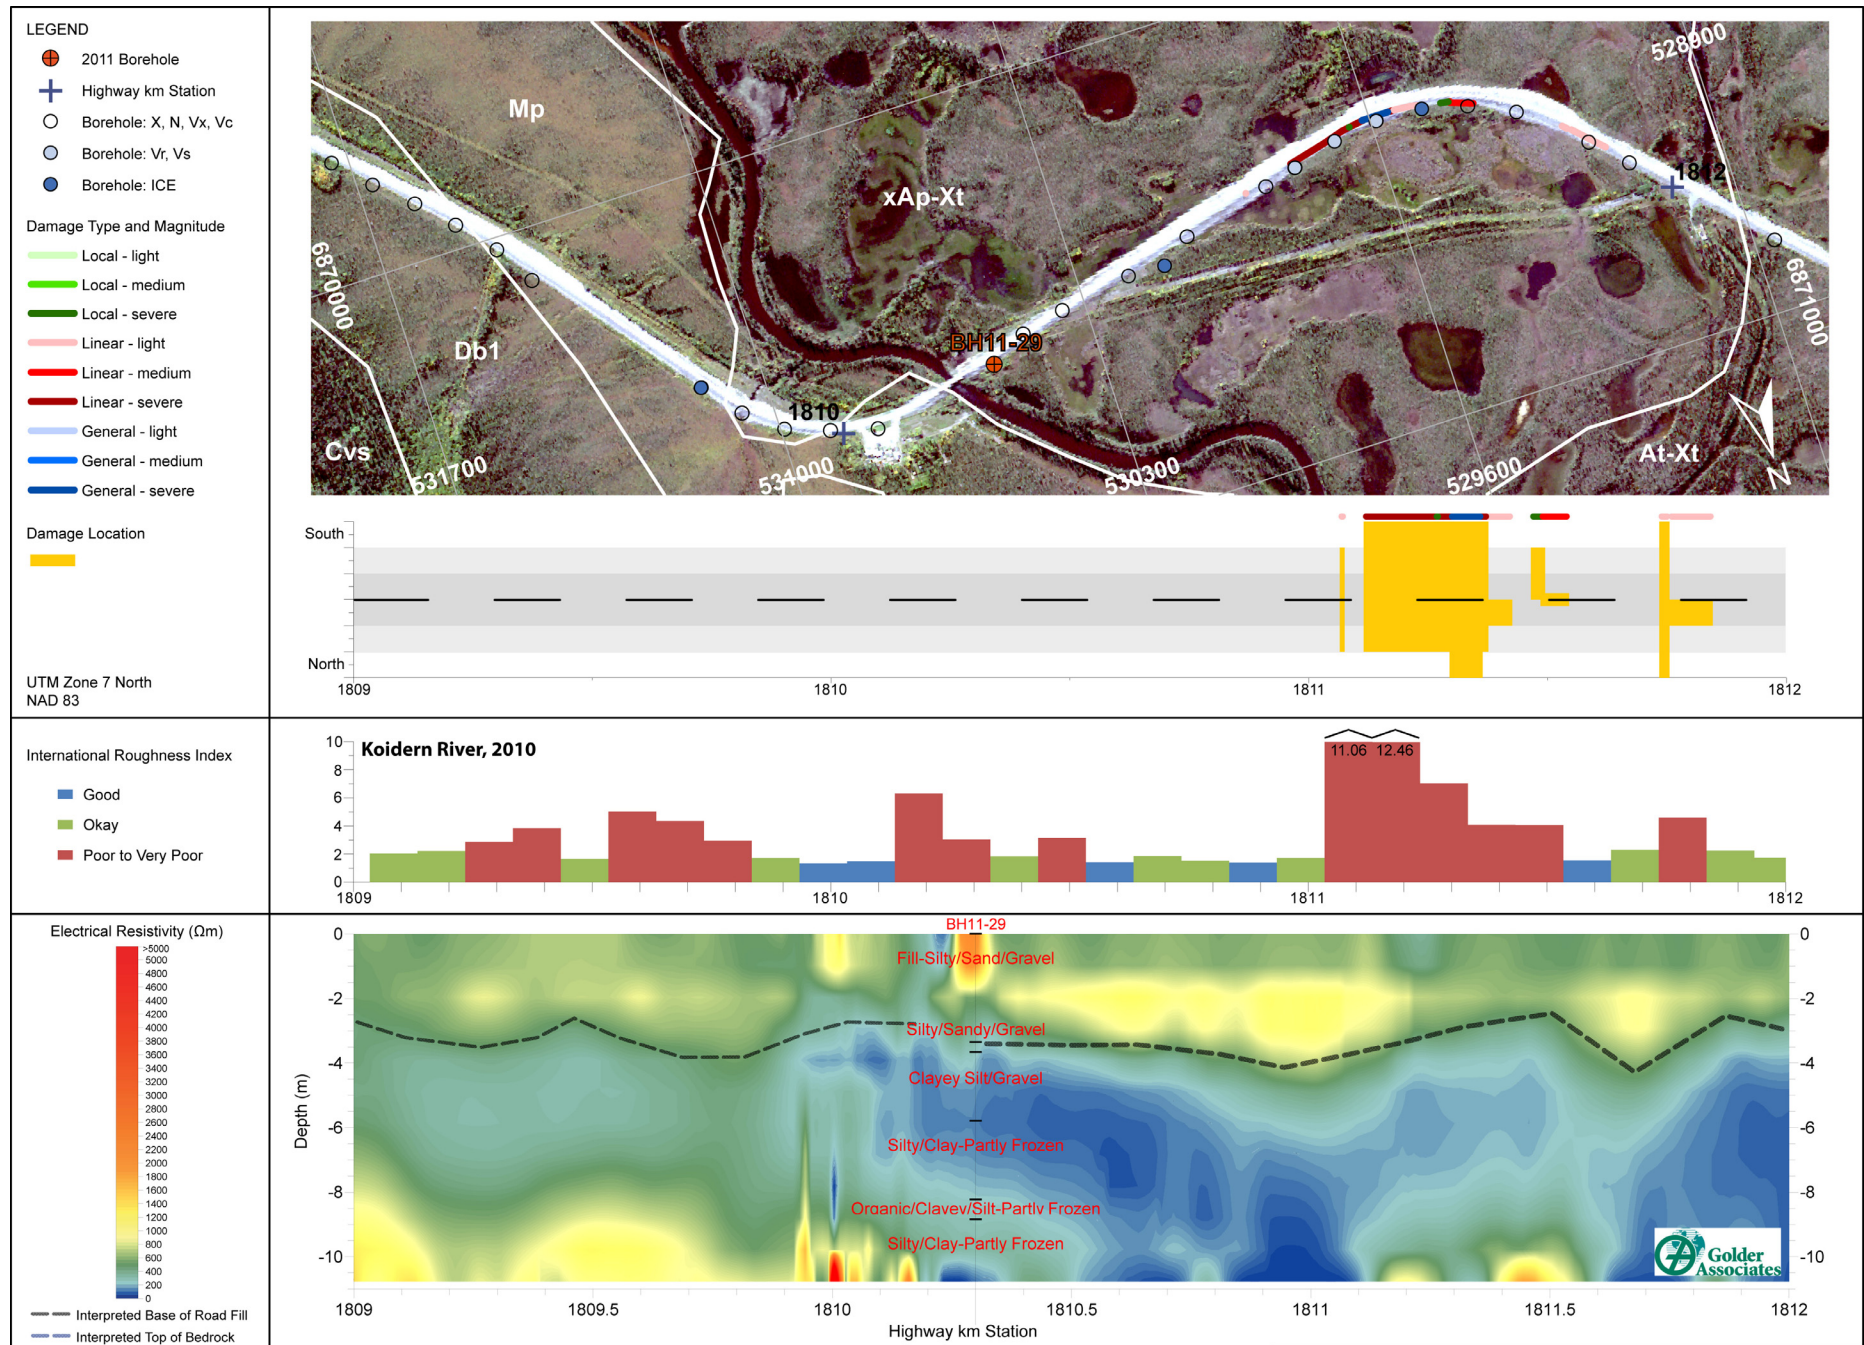 LEGEND
2011 Borehole
Highway km Station
Borehole: X, N, Vx, Vc
Borehole: Vr, Vs
Borehole: ICE
Damage Type and Magnitude
Local - light
Local - medium
Local - severe
Linear - light
Linear - medium
Linear - severe
General - light
General - medium
General - severe
Damage Location
UTM Zone 7 North
NAD 83
528900
Mp
xAp-Xt
1812
6870000
6871000
BH11-29
Db1
1810
Cvs
531700
531000
530300
529600
At-Xt
N
South
North
1809 1810 1811 1812
International Roughness Index
Good
Okay
Poor to Very Poor
Koidern River, 2010
11.06 12.46
10
8
6
4
2
0
1809 1810 1811 1812
Electrical Resistivity (Ωm)
>5000
5000
4800
4600
4400
4200
4000
3800
3600
3400
3200
3000
2800
2600
2400
2200
2000
1800
1600
1400
1200
1000
800
600
400
200
0
Interpreted Base of Road Fill
Interpreted Top of Bedrock
BH11-29
Fill-Silty/Sand/Gravel
Silty/Sandy/Gravel
Clayey Silt/Gravel
Silty/Clay-Partly Frozen
Organic/Clayey/Silt-Partly Frozen
Silty/Clay-Partly Frozen
Depth (m)
0
-2
-4
-6
-8
-10
0
-2
-4
-6
-8
-10
Golder
Associates
1809 1809.5 1810 1810.5 1811 1811.5 1812
Highway km Station